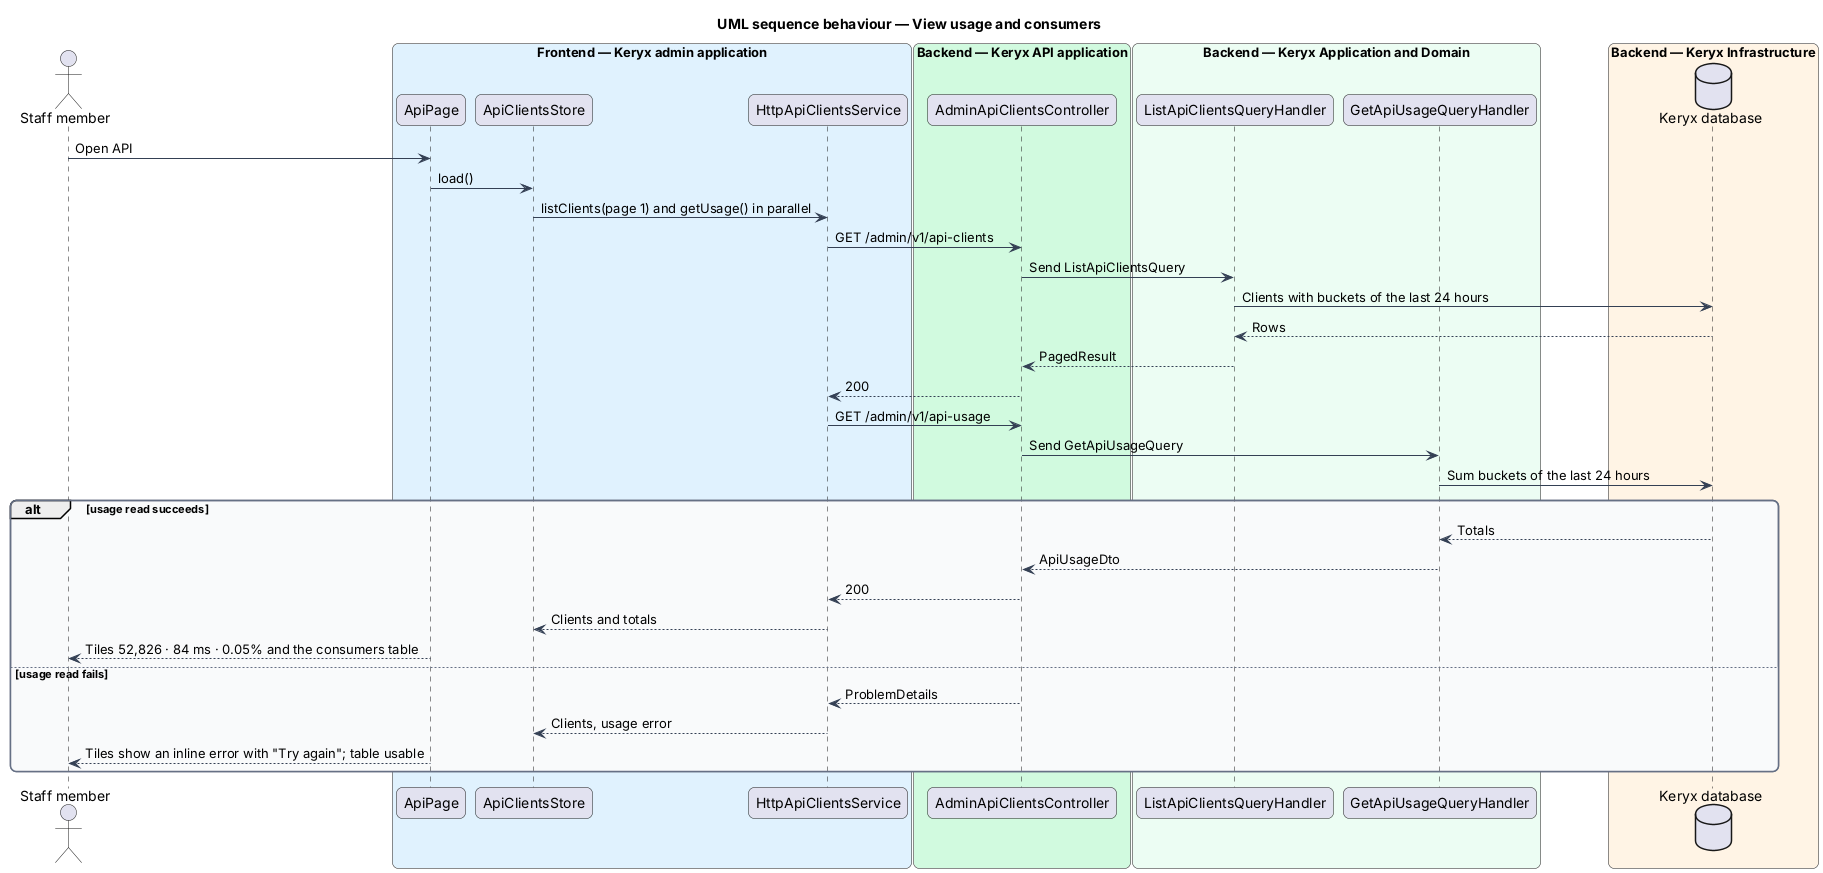 UML sequence behaviour — View usage and consumers
Frontend — Keryx admin application
Backend — Keryx API application
Backend — Keryx Application and Domain
Backend — Keryx Infrastructure
Staff member
ApiPage
ApiClientsStore
HttpApiClientsService
AdminApiClientsController
ListApiClientsQueryHandler
GetApiUsageQueryHandler
Keryx database
Open API
load()
listClients(page 1) and getUsage() in parallel
GET /admin/v1/api-clients
Send ListApiClientsQuery
Clients with buckets of the last 24 hours
Rows
PagedResult
200
GET /admin/v1/api-usage
Send GetApiUsageQuery
Sum buckets of the last 24 hours
alt
[usage read succeeds]
Totals
ApiUsageDto
200
Clients and totals
Tiles 52,826 · 84 ms · 0.05% and the consumers table
[usage read fails]
ProblemDetails
Clients, usage error
Tiles show an inline error with "Try again"; table usable
Staff member
ApiPage
ApiClientsStore
HttpApiClientsService
AdminApiClientsController
ListApiClientsQueryHandler
GetApiUsageQueryHandler
Keryx database